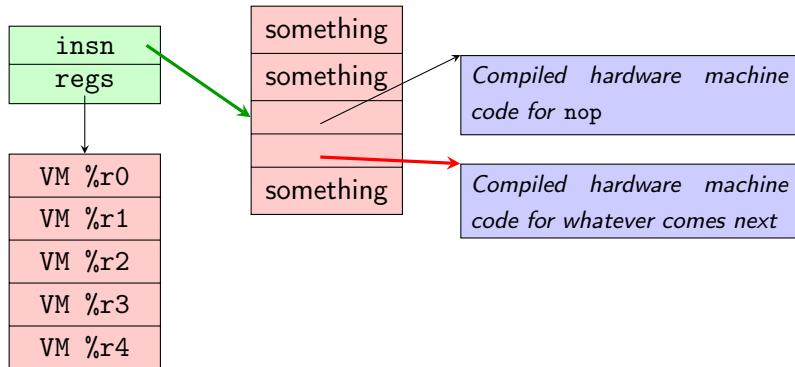 insn
regs
VM %r0
VM %r1
VM %r2
VM %r3
VM %r4
something
something
something
Compiled hardware machine
code for nop
Compiled hardware machine
code for whatever comes next